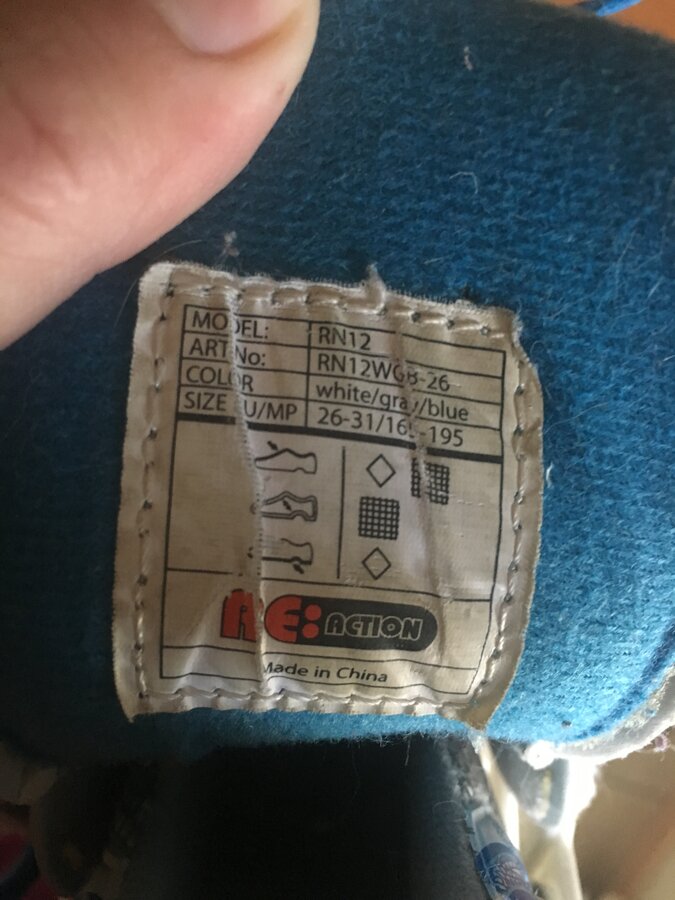 MODEL: RN12
ART No: RN12WGB-26
COLOR white/gray/blue
SIZE EU/MP 26-31/165-195
RE:ACTION
Made in China